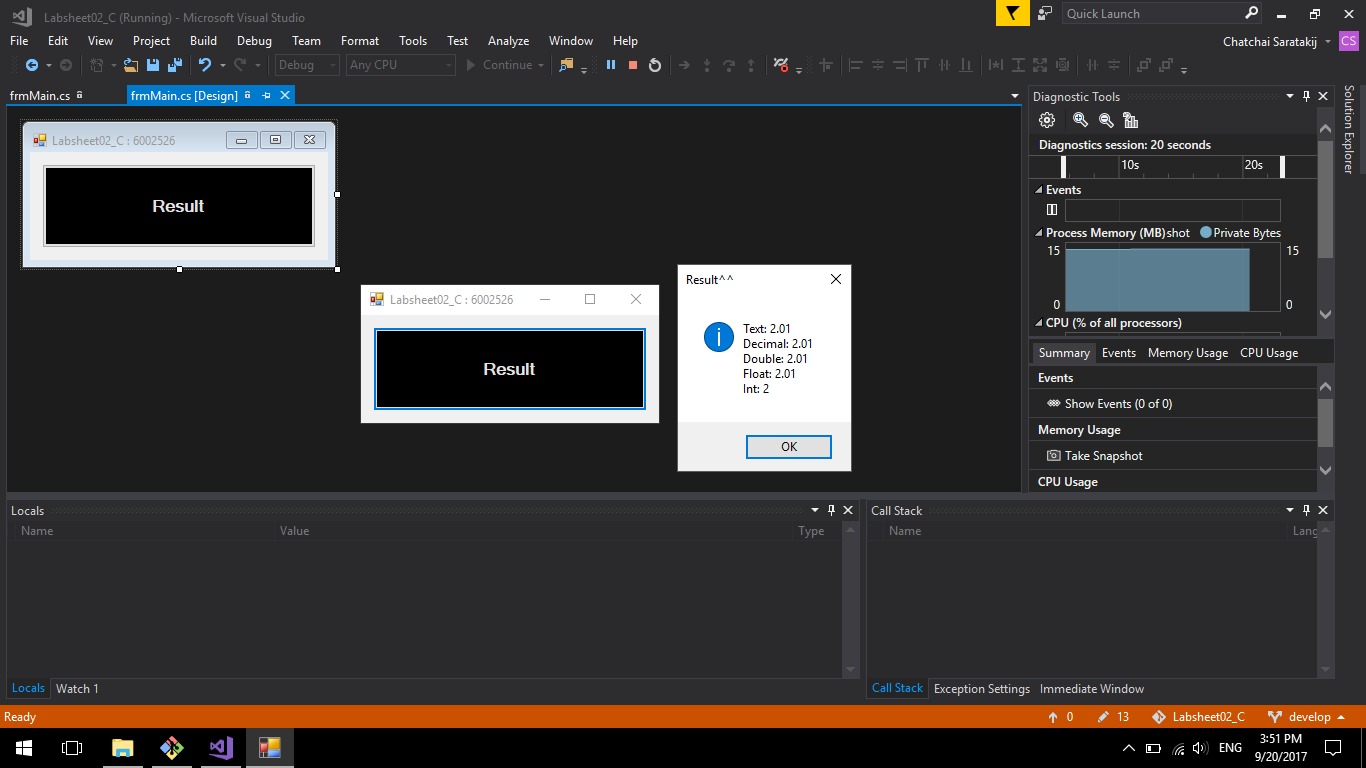 Labsheet02_C (Running) - Microsoft Visual Studio
Quick Launch
File Edit View Project Build Debug Team Format Tools Test Analyze Window Help
Chatchai Saratakij
CS
Debug
Any CPU
Continue
frmMain.cs
frmMain.cs [Design]
Labsheet02_C : 6002526
Result
Labsheet02_C : 6002526
Result
Result^^
Text: 2.01
Decimal: 2.01
Double: 2.01
Float: 2.01
Int: 2
OK
Diagnostic Tools
Diagnostics session: 20 seconds
10s 20s
Events
Process Memory (MB)shot Private Bytes
15 15
0 0
CPU (% of all processors)
Summary Events Memory Usage CPU Usage
Events
Show Events (0 of 0)
Memory Usage
Take Snapshot
CPU Usage
Solution Explorer
Locals
Name Value Type
Locals Watch 1
Call Stack
Name Lang
Call Stack Exception Settings Immediate Window
Ready
0 13 Labsheet02_C develop
ENG
3:51 PM
9/20/2017